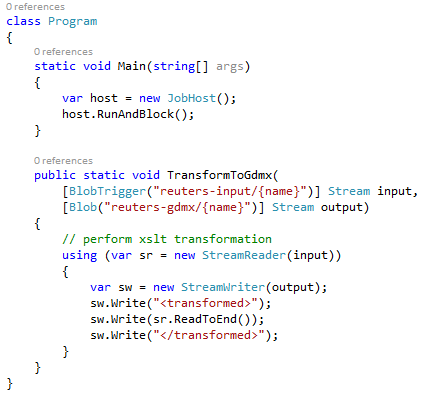 0 references
class Program
{
0 references
static void Main(string[] args)
{
var host = new JobHost();
host.RunAndBlock();
}
0 references
public static void TransformToGdmx(
[BlobTrigger("reuters-input/{name}")] Stream input,
[Blob("reuters-gdmx/{name}")] Stream output)
{
// perform xslt transformation
using (var sr = new StreamReader(input))
{
var sw = new StreamWriter(output);
sw.Write("<transformed>");
sw.Write(sr.ReadToEnd());
sw.Write("</transformed>");
}
}
}